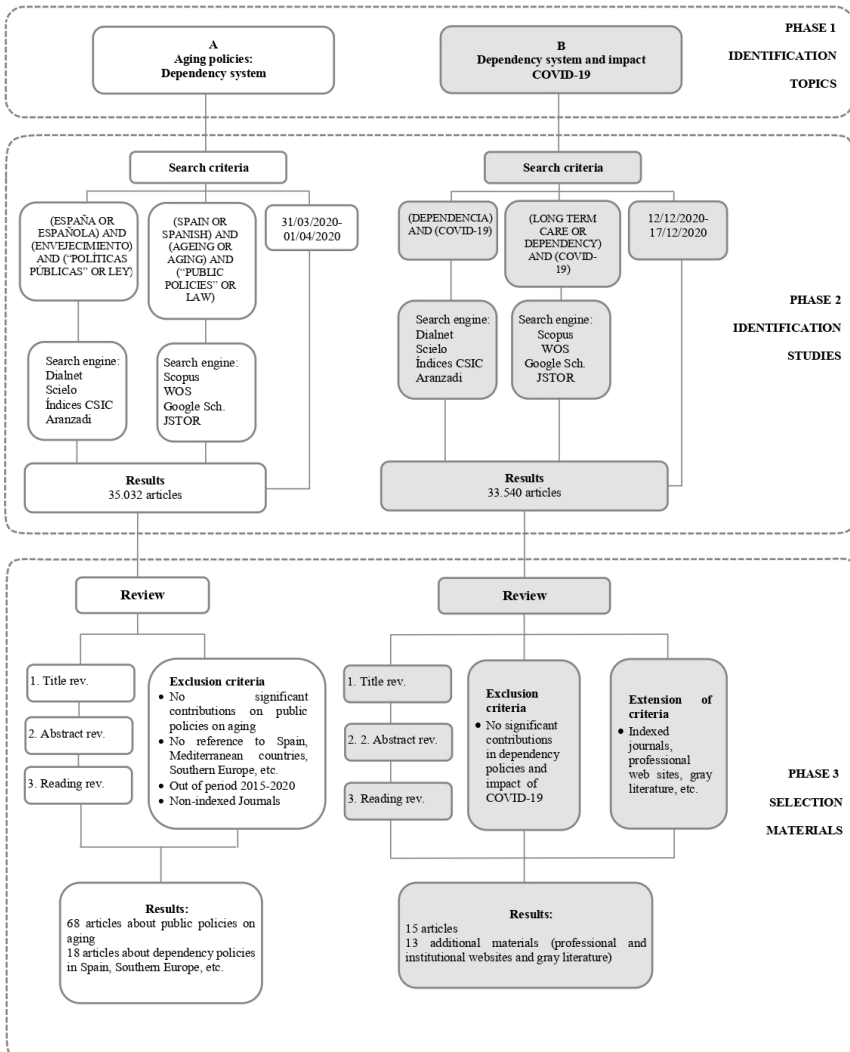 PHASE 1
IDENTIFICATION
TOPICS
A
Aging policies:
Dependency system
B
Dependency system and impact
COVID-19
PHASE 2
IDENTIFICATION
STUDIES
Search criteria
(ESPAÑA OR
ESPAÑOLA) AND
(ENVEJECIMIENTO)
AND (“POLÍTICAS
PÚBLICAS” OR LEY)
(SPAIN OR
SPANISH) AND
(AGEING OR
AGING) AND
(“PUBLIC
POLICIES” OR
LAW)
31/03/2020-
01/04/2020
Search engine:
Dialnet
Scielo
Índices CSIC
Aranzadi
Search engine:
Scopus
WOS
Google Sch.
JSTOR
Results
35.032 articles
Search criteria
(DEPENDENCIA)
AND (COVID-19)
(LONG TERM
CARE OR
DEPENDENCY)
AND (COVID-
19)
12/12/2020-
17/12/2020
Search engine:
Dialnet
Scielo
Índices CSIC
Aranzadi
Search engine:
Scopus
WOS
Google Sch.
JSTOR
Results
33.540 articles
PHASE 3
SELECTION
MATERIALS
Review
1. Title rev.
2. Abstract rev.
3. Reading rev.
Exclusion criteria
• No significant
contributions on public
policies on aging
• No reference to Spain,
Mediterranean countries,
Southern Europe, etc.
• Out of period 2015-2020
• Non-indexed Journals
Results:
68 articles about public policies on
aging
18 articles about dependency policies
in Spain, Southern Europe, etc.
Review
1. Title rev.
2. 2. Abstract rev.
3. Reading rev.
Exclusion
criteria
• No significant
contributions
in dependency
policies and
impact of
COVID-19
Extension of
criteria
• Indexed
journals,
professional
web sites, gray
literature, etc.
Results:
15 articles
13 additional materials (professional and
institutional websites and gray literature)